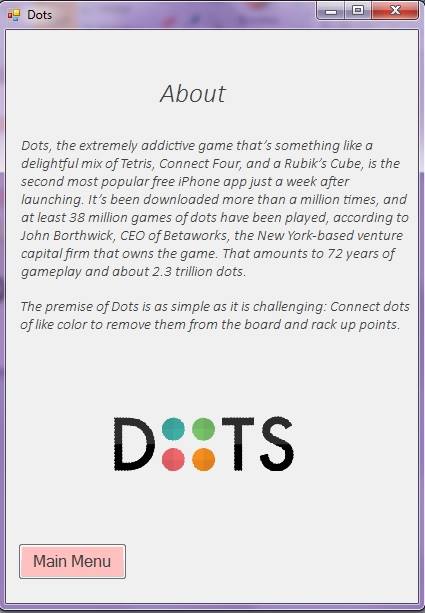 Dots
About
Dots, the extremely addictive game that's something like a
delightful mix of Tetris, Connect Four, and a Rubik's Cube, is the
second most popular free iPhone app just a week after
launching. It's been downloaded more than a million times, and
at least 38 million games of dots have been played, according to
John Borthwick, CEO of Betaworks, the New York-based venture
capital firm that owns the game. That amounts to 72 years of
gameplay and about 2.3 trillion dots.
The premise of Dots is as simple as it is challenging: Connect dots
of like color to remove them from the board and rack up points.
DOTS
Main Menu